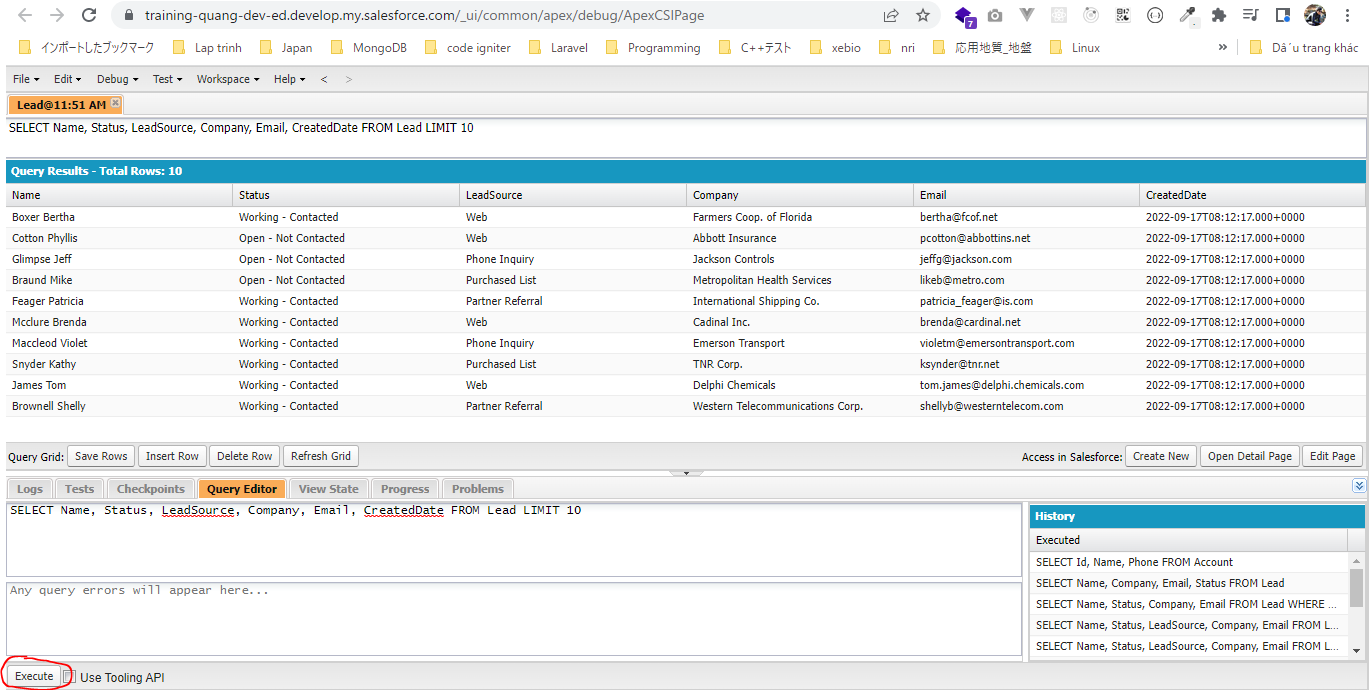 training-quang-dev-ed.develop.my.salesforce.com/_ui/common/apex/debug/ApexCSIPage
7
インポートしたブックマーク Lap trinh Japan MongoDB code igniter Laravel Programming C++テスト xebio nri 応用地質_地盤 Linux » Dấu trang khác
File Edit Debug Test Workspace Help < >
Lead@11:51 AM
SELECT Name, Status, LeadSource, Company, Email, CreatedDate FROM Lead LIMIT 10
Query Results - Total Rows: 10
Name Status LeadSource Company Email CreatedDate
Boxer Bertha Working - Contacted Web Farmers Coop. of Florida bertha@fcof.net 2022-09-17T08:12:17.000+0000
Cotton Phyllis Open - Not Contacted Web Abbott Insurance pcotton@abbottins.net 2022-09-17T08:12:17.000+0000
Glimpse Jeff Open - Not Contacted Phone Inquiry Jackson Controls jeffg@jackson.com 2022-09-17T08:12:17.000+0000
Braund Mike Open - Not Contacted Purchased List Metropolitan Health Services likeb@metro.com 2022-09-17T08:12:17.000+0000
Feager Patricia Working - Contacted Partner Referral International Shipping Co. patricia_feager@is.com 2022-09-17T08:12:17.000+0000
Mcclure Brenda Working - Contacted Web Cadinal Inc. brenda@cardinal.net 2022-09-17T08:12:17.000+0000
Maccleod Violet Working - Contacted Phone Inquiry Emerson Transport violetm@emersontransport.com 2022-09-17T08:12:17.000+0000
Snyder Kathy Working - Contacted Purchased List TNR Corp. ksynder@tnr.net 2022-09-17T08:12:17.000+0000
James Tom Working - Contacted Web Delphi Chemicals tom.james@delphi.chemicals.com 2022-09-17T08:12:17.000+0000
Brownell Shelly Working - Contacted Partner Referral Western Telecommunications Corp. shellyb@westerntelecom.com 2022-09-17T08:12:17.000+0000
Query Grid: Save Rows Insert Row Delete Row Refresh Grid Access in Salesforce: Create New Open Detail Page Edit Page
Logs Tests Checkpoints Query Editor View State Progress Problems
SELECT Name, Status, LeadSource, Company, Email, CreatedDate FROM Lead LIMIT 10
Any query errors will appear here...
History
Executed
SELECT Id, Name, Phone FROM Account
SELECT Name, Company, Email, Status FROM Lead
SELECT Name, Status, Company, Email FROM Lead WHERE ...
SELECT Name, Status, LeadSource, Company, Email FROM L...
SELECT Name, Status, LeadSource, Company, Email FROM L...
Execute Use Tooling API